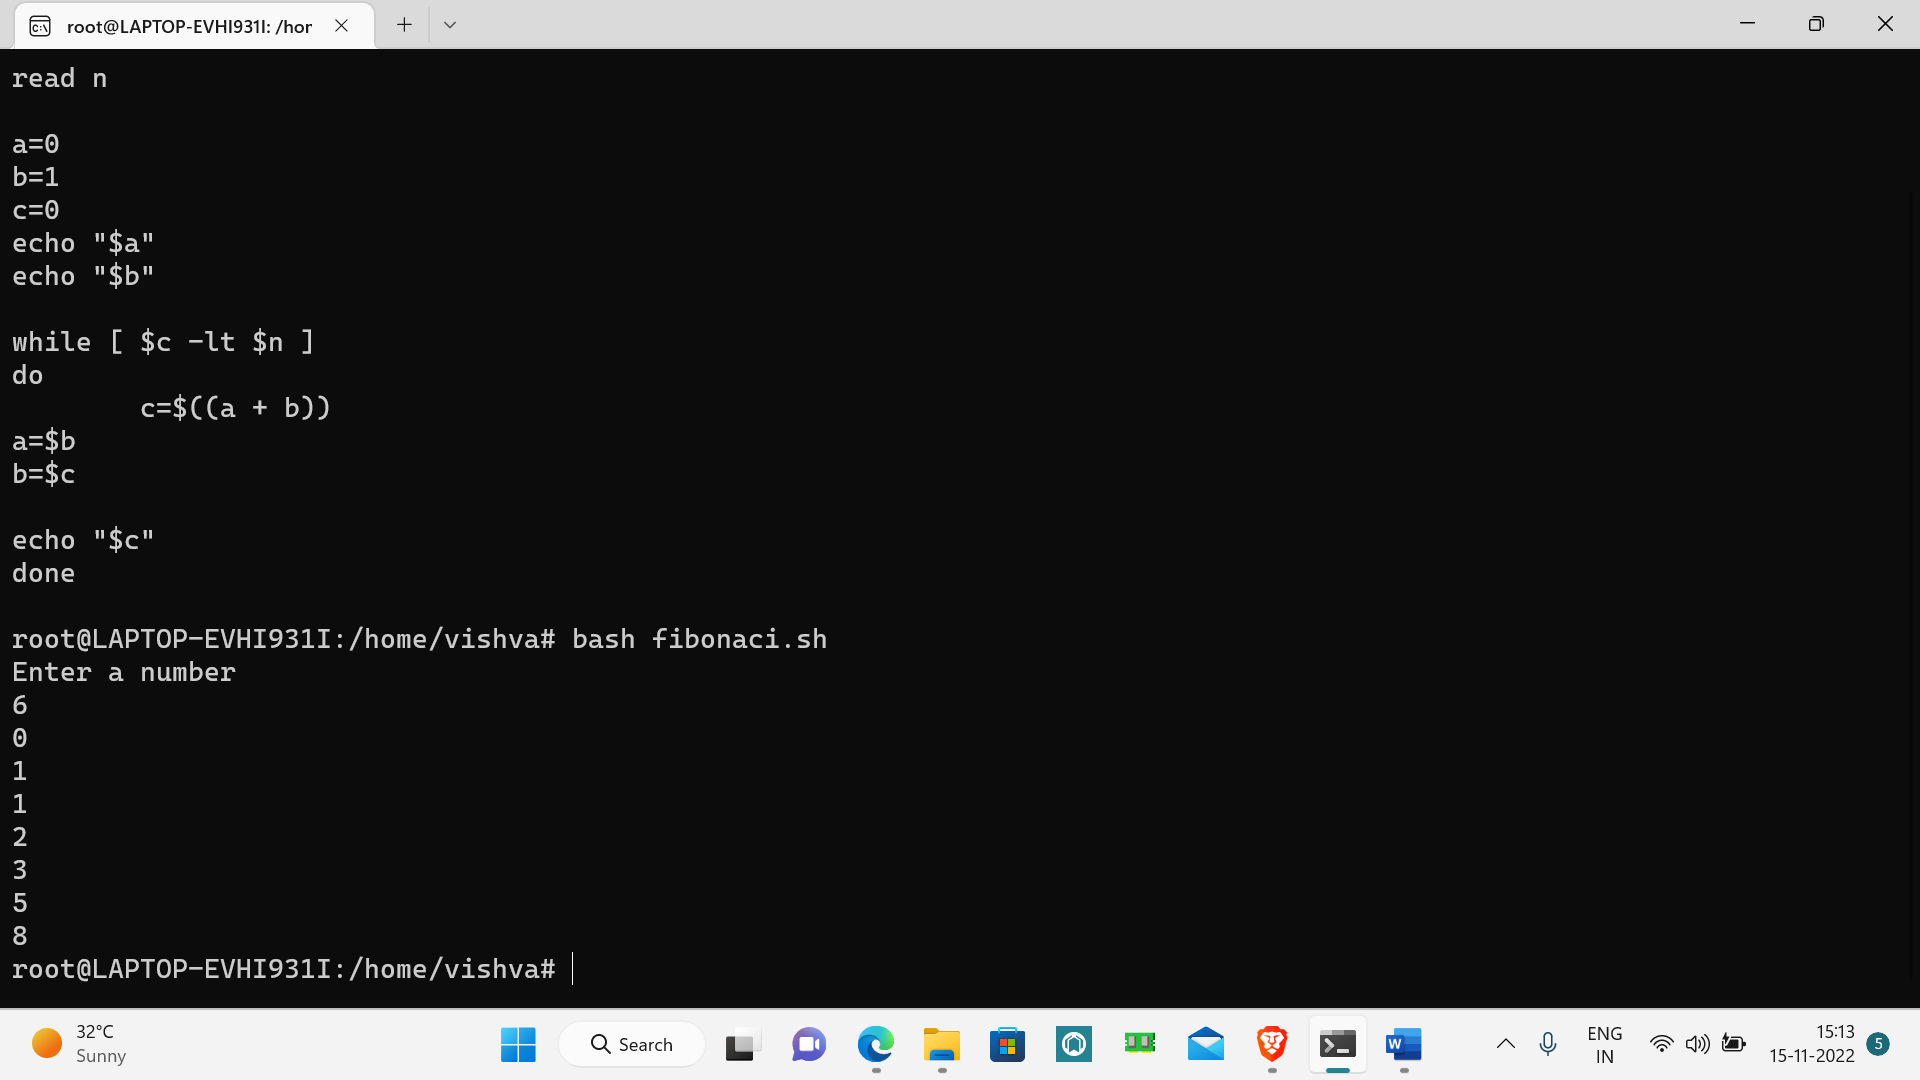 root@LAPTOP-EVHI931I: /hor
read n
a=0
b=1
c=0
echo "$a"
echo "$b"
while [ $c -lt $n ]
do
        c=$((a + b))
a=$b
b=$c
echo "$c"
done
root@LAPTOP-EVHI931I:/home/vishva# bash fibonaci.sh
Enter a number
6
0
1
1
2
3
5
8
root@LAPTOP-EVHI931I:/home/vishva#
32°C
Sunny
Search
ENG
IN
15:13
15-11-2022
5